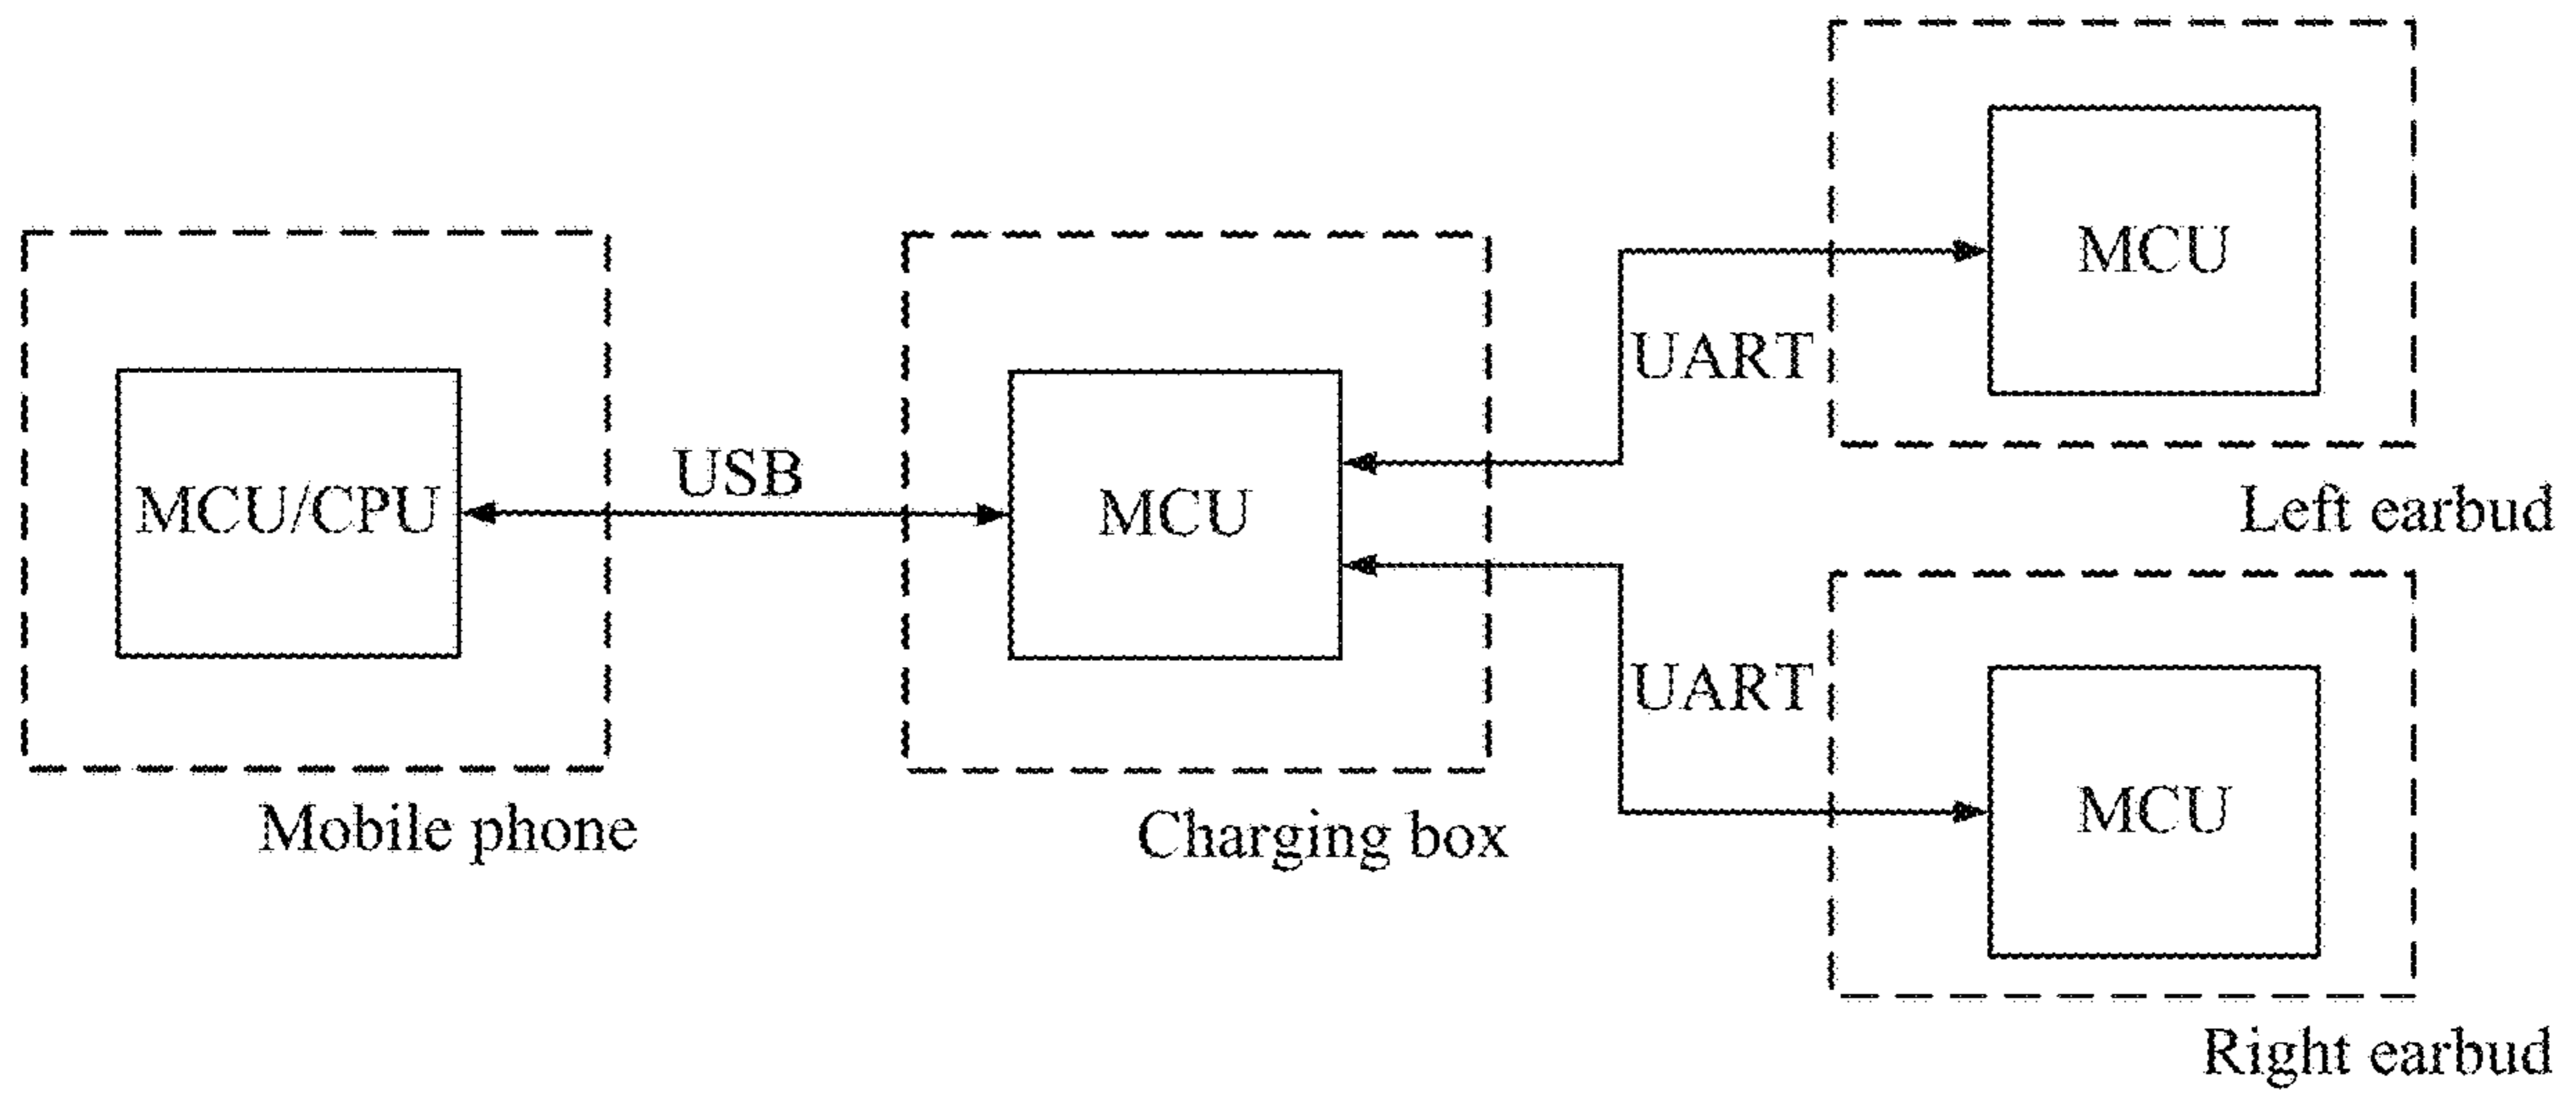 MCU
UART
Left earbud
MCU/CPU
USB
MCU
Mobile phone
Charging box
UART
MCU
Right earbud